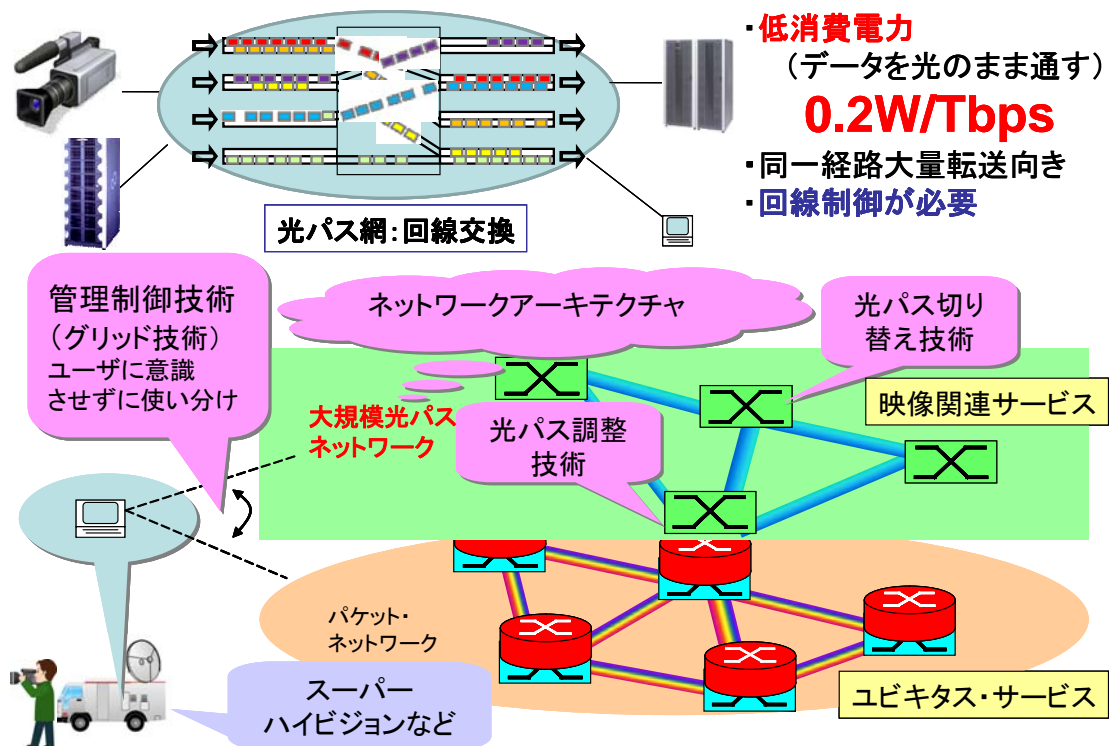 ・低消費電力
（データを光のまま通す）
0.2W/Tbps
・同一経路大量転送向き
・回線制御が必要
光パス網：回線交換
管理制御技術
（グリッド技術）
ユーザに意識
させずに使い分け
ネットワークアーキテクチャ
光パス切り
替え技術
大規模光パス
ネットワーク
光パス調整
技術
映像関連サービス
パケット・
ネットワーク
スーパー
ハイビジョンなど
ユビキタス・サービス